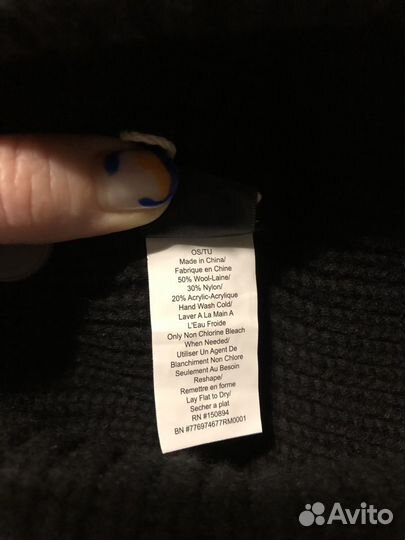 OS/TU
Made in China/
Fabrique en Chine
50% Wool-Laine/
30% Nylon/
20% Acrylic-Acrylique
Hand Wash Cold/
Laver A La Main A
L'Eau Froide
Only Non Chlorine Bleach
When Needed/
Utiliser Un Agent De
Blanchiment Non Chlore
Seulement Au Besoin
Reshape/
Remettre en forme
Lay Flat to Dry/
Secher a plat
RN #150894
BN #776974677RM0001
Avito